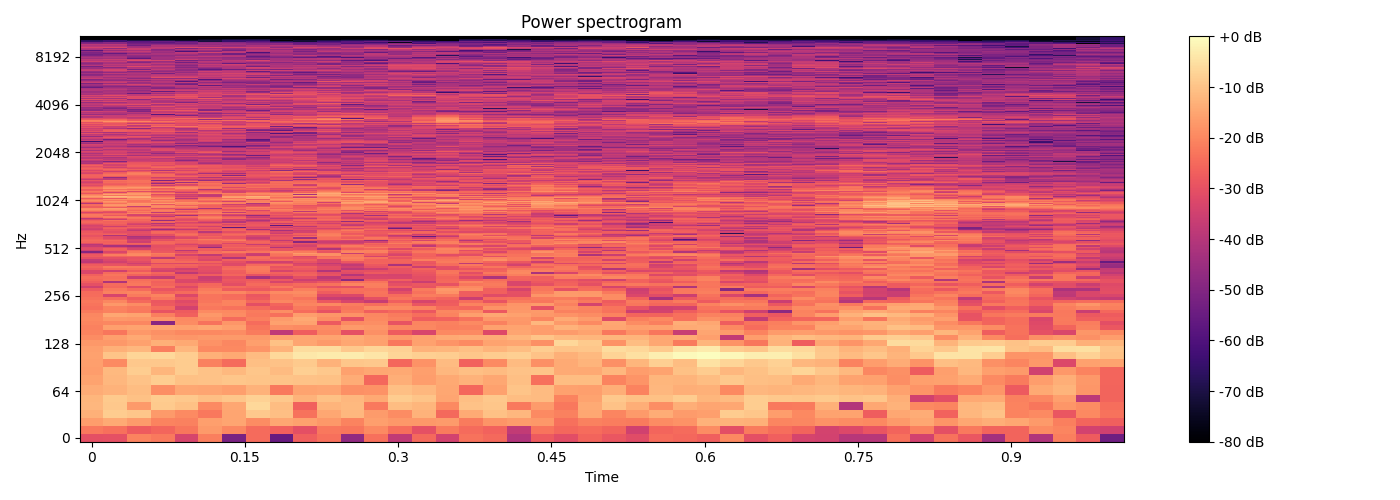 Power spectrogram
Hz
8192
4096
2048
1024
512
256
128
64
0
0 0.15 0.3 0.45 0.6 0.75 0.9
Time
+0 dB
-10 dB
-20 dB
-30 dB
-40 dB
-50 dB
-60 dB
-70 dB
-80 dB